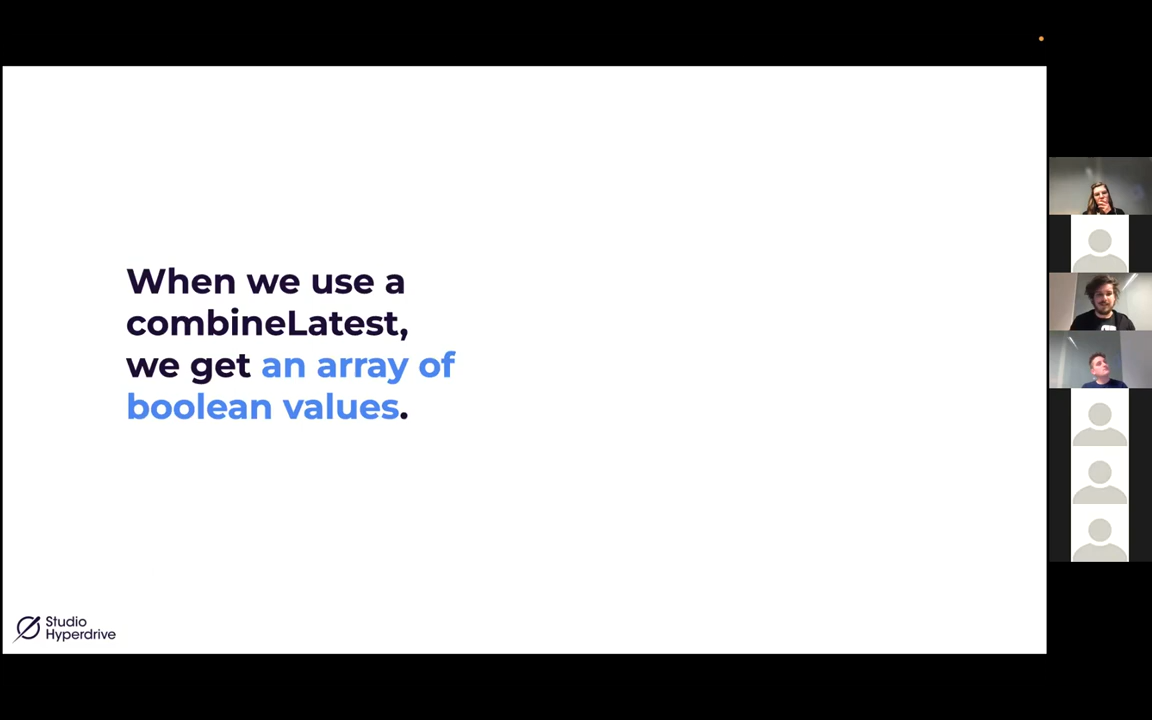 When we use a
combineLatest,
we get an array of
boolean values.
Studio
Hyperdrive